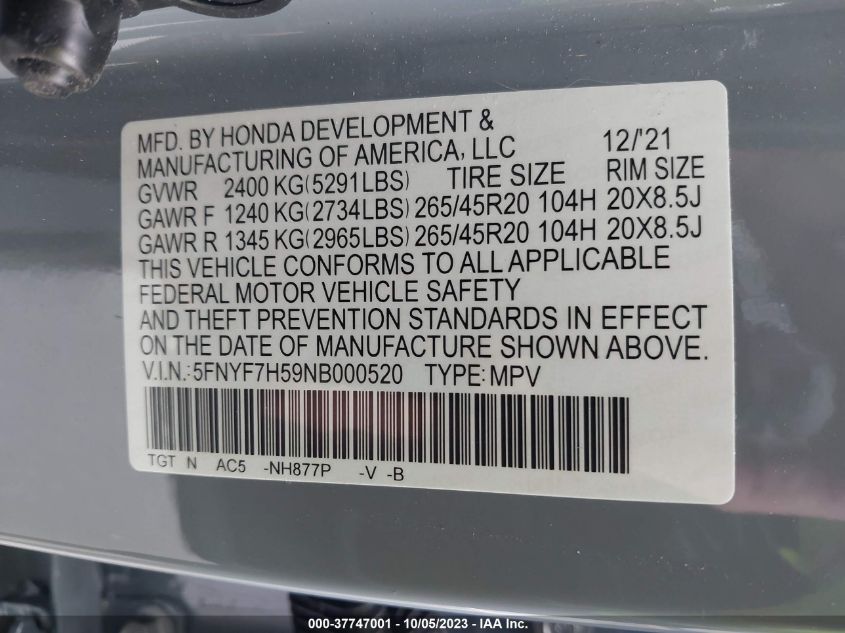 MFD. BY HONDA DEVELOPMENT &
MANUFACTURING OF AMERICA, LLC 12/'21
GVWR 2400 KG(5291LBS) TIRE SIZE RIM SIZE
GAWR F 1240 KG(2734LBS) 265/45R20 104H 20X8.5J
GAWR R 1345 KG(2965LBS) 265/45R20 104H 20X8.5J
THIS VEHICLE CONFORMS TO ALL APPLICABLE
FEDERAL MOTOR VEHICLE SAFETY
AND THEFT PREVENTION STANDARDS IN EFFECT
ON THE DATE OF MANUFACTURE SHOWN ABOVE.
V.I.N.:5FNYF7H59NB000520 TYPE:MPV
TGT N AC5 -NH877P -V -B
000-37747001 - 10/05/2023 - IAA Inc.